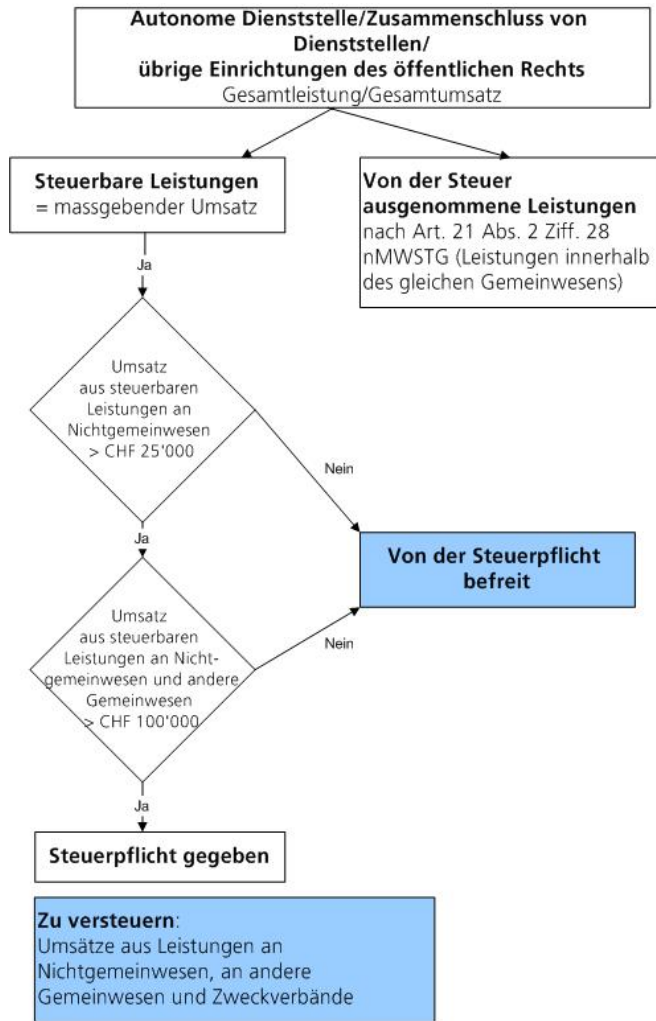 Autonome Dienststelle/Zusammenschluss von
Dienststellen/
übrige Einrichtungen des öffentlichen Rechts
Gesamtleistung/Gesamtumsatz
Steuerbare Leistungen
= massgebender Umsatz
Von der Steuer
ausgenommene Leistungen
nach Art. 21 Abs. 2 Ziff. 28
nMWSTG (Leistungen innerhalb
des gleichen Gemeinwesens)
Ja
Umsatz
aus steuerbaren
Leistungen an
Nichtgemeinwesen
> CHF 25'000
Nein
Ja
Von der Steuerpflicht
befreit
Umsatz
aus steuerbaren
Leistungen an Nicht-
gemeinwesen und andere
Gemeinwesen
> CHF 100'000
Nein
Ja
Steuerpflicht gegeben
Zu versteuern:
Umsätze aus Leistungen an
Nichtgemeinwesen, an andere
Gemeinwesen und Zweckverbände